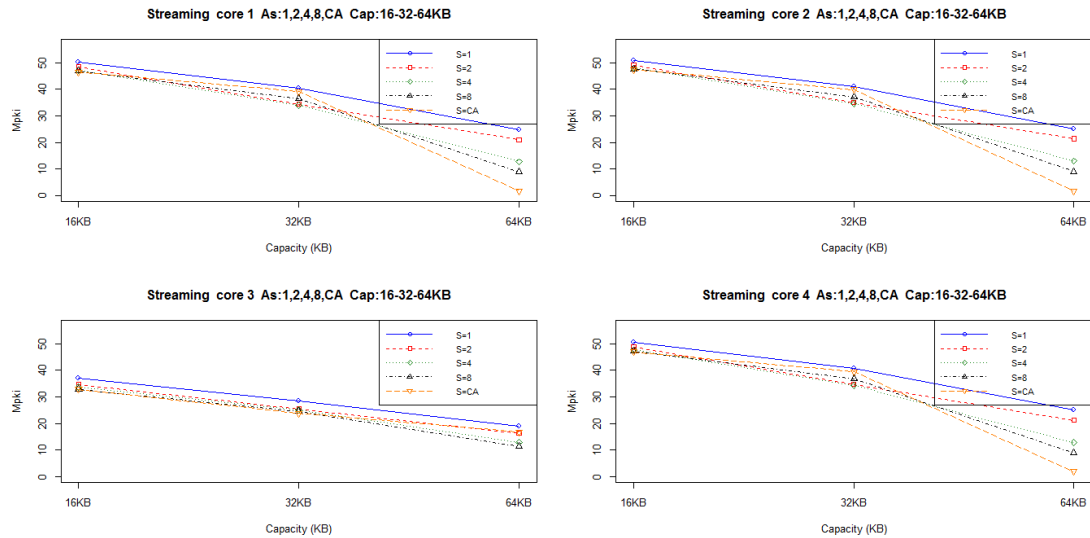 Streaming core 1 As:1,2,4,8,CA Cap:16-32-64KB
Mpki
50
40
30
20
10
0
S=1
S=2
S=4
S=8
S=CA
16KB
32KB
64KB
Capacity (KB)
Streaming core 2 As:1,2,4,8,CA Cap:16-32-64KB
Mpki
50
40
30
20
10
0
S=1
S=2
S=4
S=8
S=CA
16KB
32KB
64KB
Capacity (KB)
Streaming core 3 As:1,2,4,8,CA Cap:16-32-64KB
Mpki
50
40
30
20
10
0
S=1
S=2
S=4
S=8
S=CA
16KB
32KB
64KB
Capacity (KB)
Streaming core 4 As:1,2,4,8,CA Cap:16-32-64KB
Mpki
50
40
30
20
10
0
S=1
S=2
S=4
S=8
S=CA
16KB
32KB
64KB
Capacity (KB)